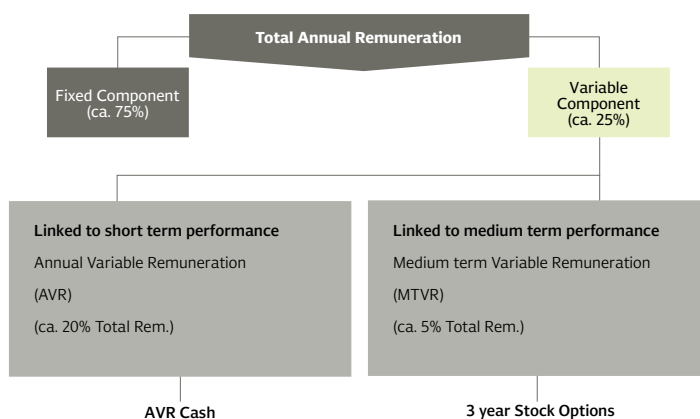 Total Annual Remuneration
Fixed Component
(ca. 75%)
Variable
Component
(ca. 25%)
Linked to short term performance
Annual Variable Remuneration
(AVR)
(ca. 20% Total Rem.)
Linked to medium term performance
Medium term Variable Remuneration
(MTVR)
(ca. 5% Total Rem.)
AVR Cash
3 year Stock Options